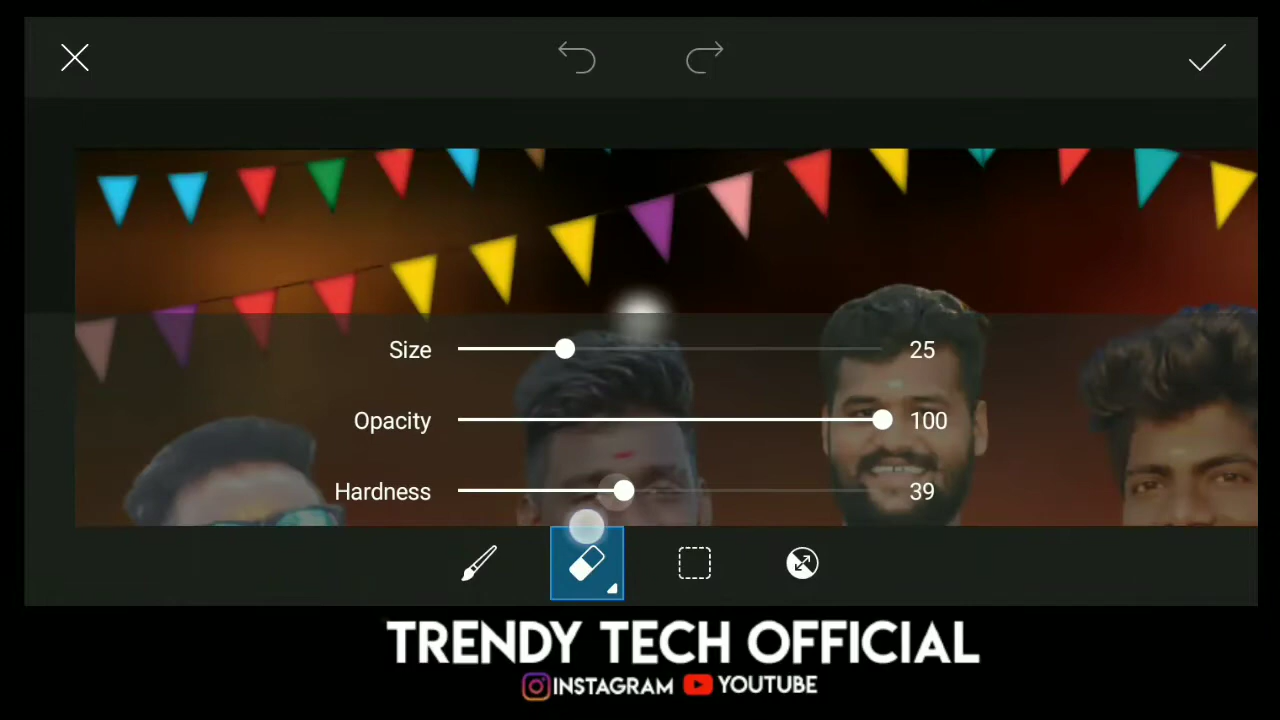 Size 25
Opacity 100
Hardness 39
TRENDY TECH OFFICIAL
INSTAGRAM YOUTUBE